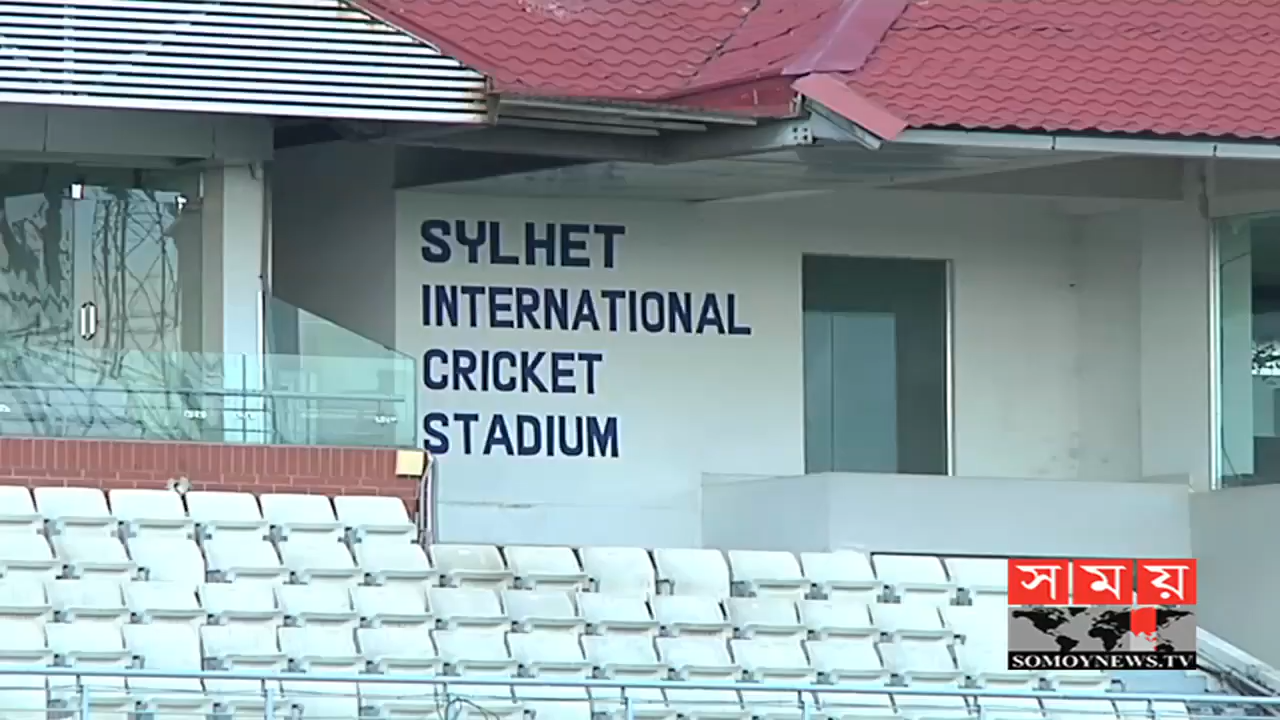 SYLHET
INTERNATIONAL
CRICKET
STADIUM
সময়
SOMOYNEWS.TV